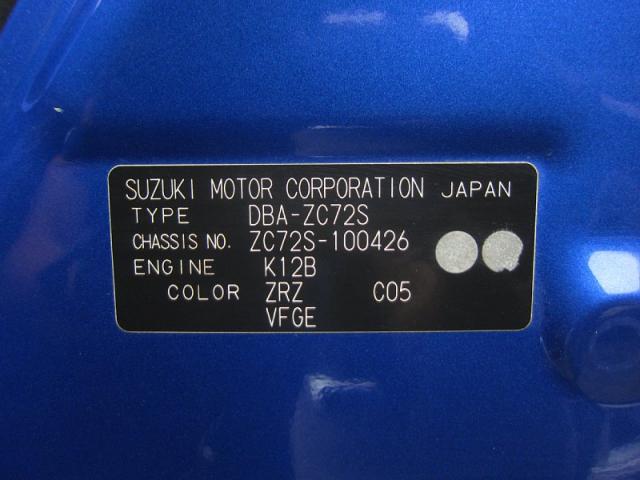 SUZUKI MOTOR CORPORATION JAPAN
TYPE DBA-ZC72S
CHASSIS NO. ZC72S-100426
ENGINE K12B
COLOR ZRZ C05
VFGE